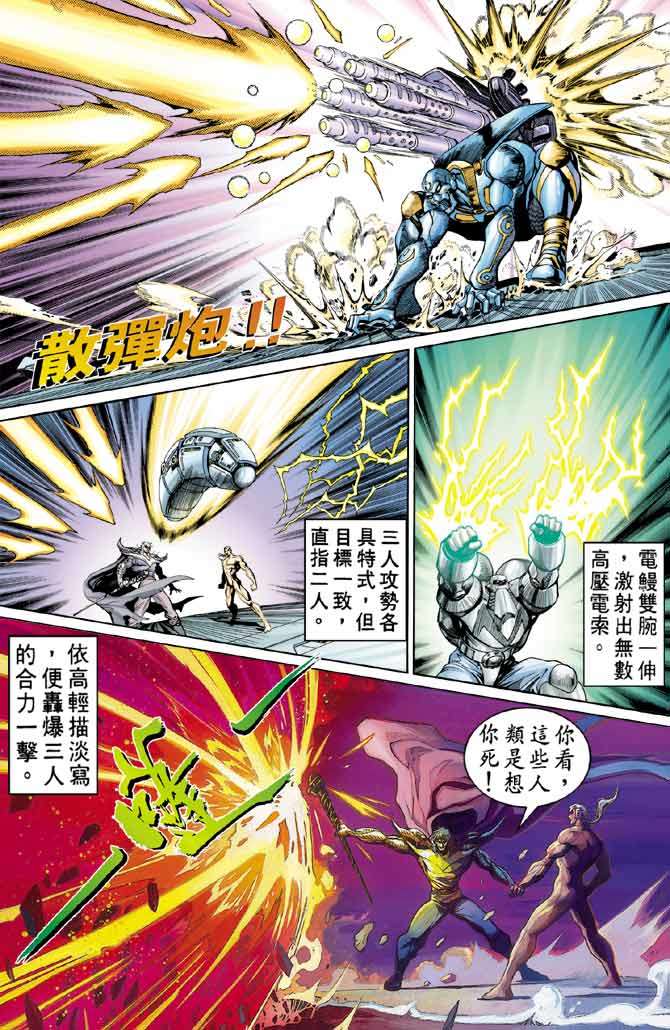 散彈炮!!
電鰻雙腕一伸
，激射出無數
高壓電索。
三人攻勢各
具特式，但
目標一致，
直指二人。
依高輕描淡寫
，便轟爆三人
的合力一擊。
你看，
這些人
類是想
你死！